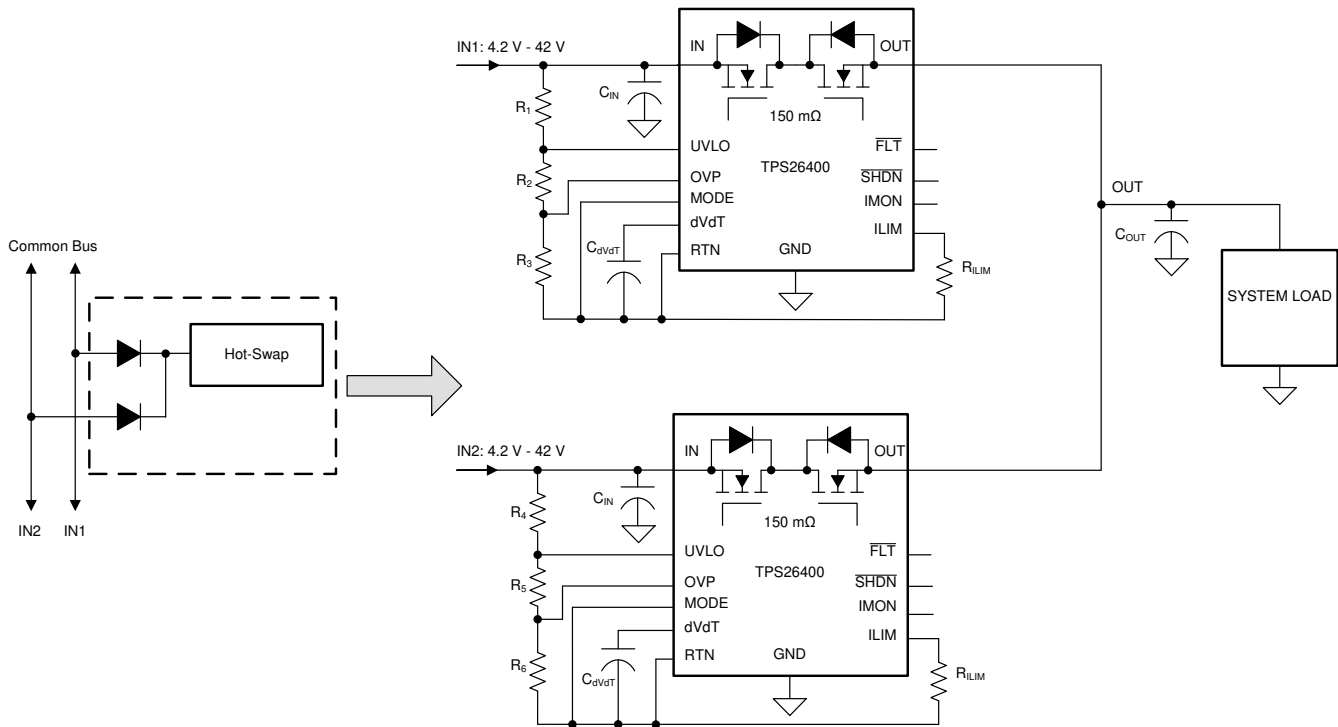 Common Bus
Hot-Swap
IN2
IN1
IN1: 4.2 V - 42 V
R1
R2
R3
CIN
CdVdT
IN
OUT
150 mΩ
UVLO
OVP
MODE
dVdT
RTN
TPS26400
GND
FLT
SHDN
IMON
ILIM
RILIM
OUT
COUT
SYSTEM LOAD
IN2: 4.2 V - 42 V
R4
R5
R6
CIN
CdVdT
IN
OUT
150 mΩ
UVLO
OVP
MODE
dVdT
RTN
TPS26400
GND
FLT
SHDN
IMON
ILIM
RILIM